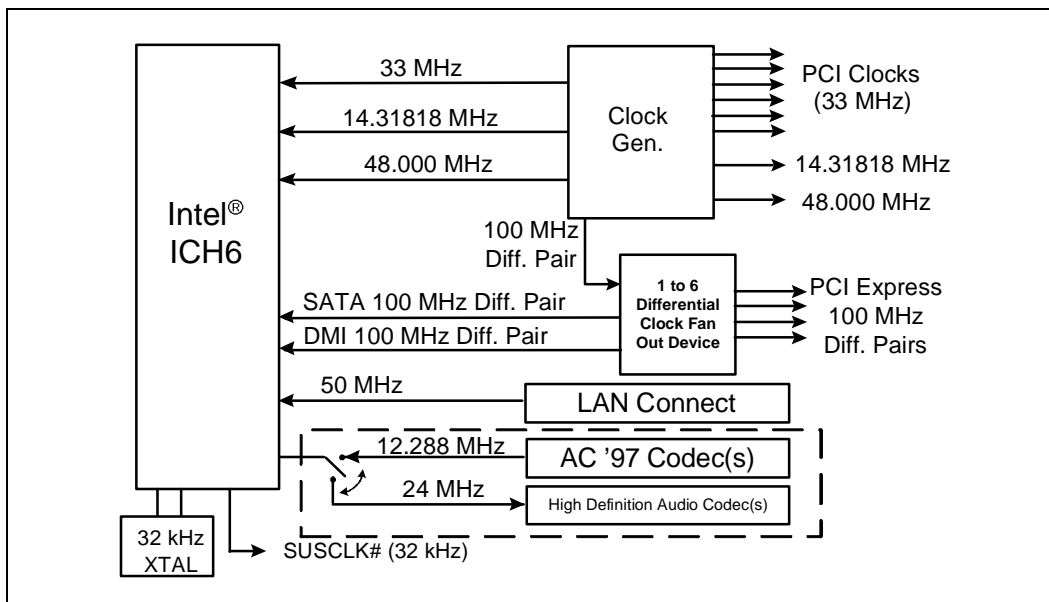 33 MHz
14.31818 MHz
48.000 MHz
Intel®
ICH6
Clock
Gen.
PCI Clocks
(33 MHz)
14.31818 MHz
48.000 MHz
100 MHz
Diff. Pair
1 to 6
Differential
Clock Fan
Out Device
PCI Express
100 MHz
Diff. Pairs
SATA 100 MHz Diff. Pair
DMI 100 MHz Diff. Pair
50 MHz
LAN Connect
12.288 MHz
AC '97 Codec(s)
24 MHz
High Definition Audio Codec(s)
32 kHz
XTAL
SUSCLK# (32 kHz)